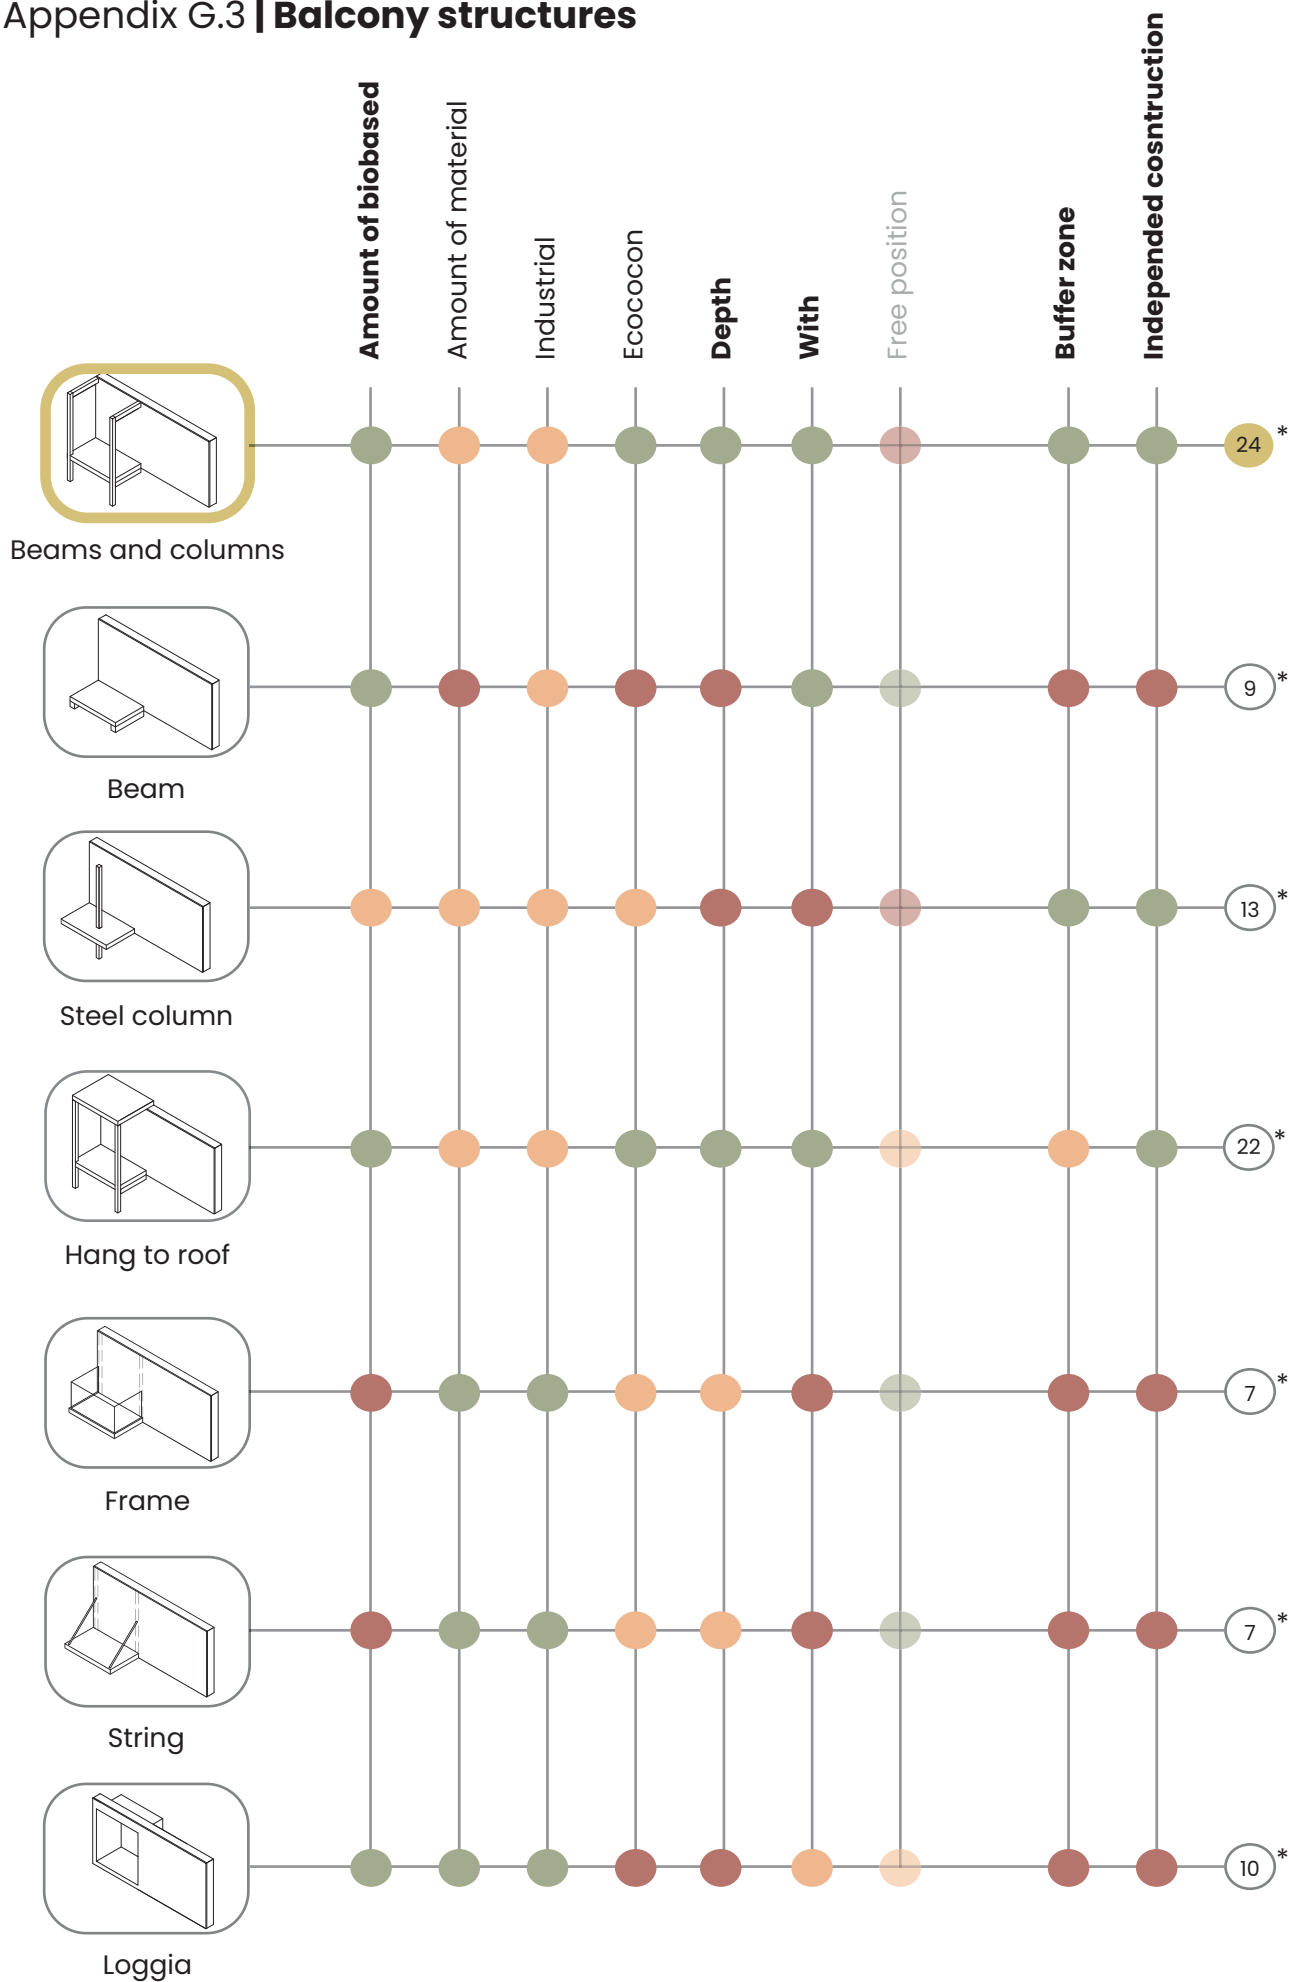 Appendix G.3 | Balcony structures
Amount of biobased
Amount of material
Industrial
Ecococon
Depth
With
Free position
Buffer zone
Independed cosntruction
24 *
Beams and columns
9 *
Beam
13 *
Steel column
22 *
Hang to roof
7 *
Frame
7 *
String
10 *
Loggia